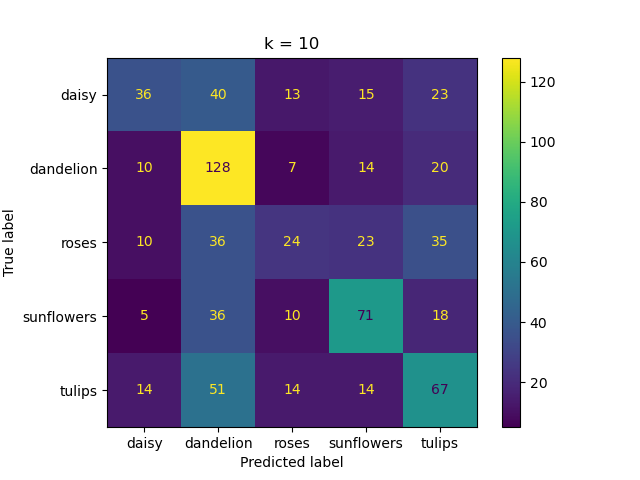 k = 10
daisy 36 40 13 15 23
dandelion 10 128 7 14 20
roses 10 36 24 23 35
sunflowers 5 36 10 71 18
tulips 14 51 14 14 67
daisy dandelion roses sunflowers tulips
Predicted label
True label
120
100
80
60
40
20